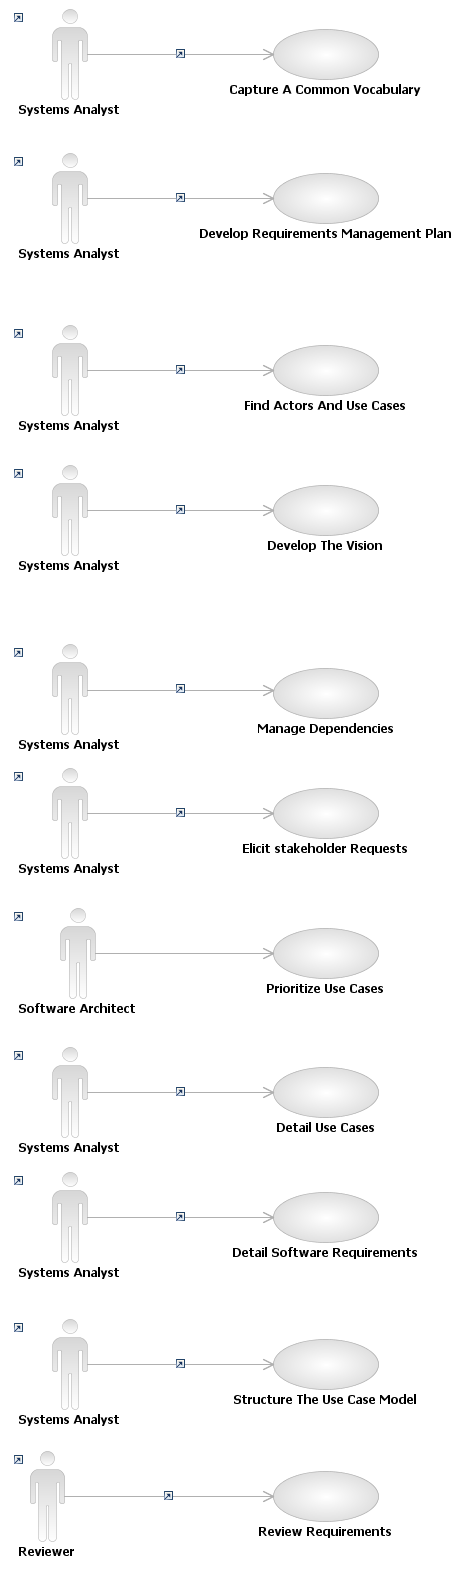 Systems Analyst
Capture A Common Vocabulary
Systems Analyst
Develop Requirements Management Plan
Systems Analyst
Find Actors And Use Cases
Systems Analyst
Develop The Vision
Systems Analyst
Manage Dependencies
Systems Analyst
Elicit stakeholder Requests
Software Architect
Prioritize Use Cases
Systems Analyst
Detail Use Cases
Systems Analyst
Detail Software Requirements
Systems Analyst
Structure The Use Case Model
Reviewer
Review Requirements